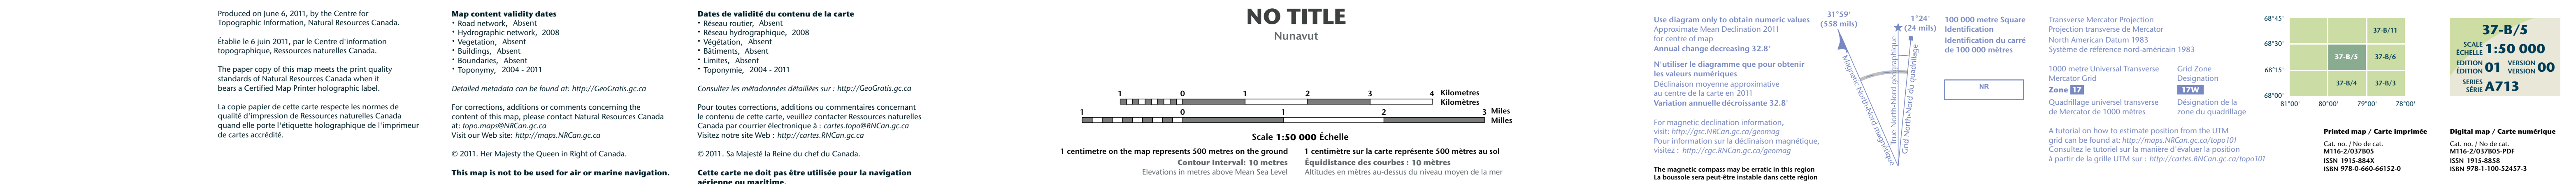 Produced on June 6, 2011, by the Centre for
Topographic Information, Natural Resources Canada.
Établie le 6 juin 2011, par le Centre d'information
topographique, Ressources naturelles Canada.
The paper copy of this map meets the print quality
standards of Natural Resources Canada when it
bears a Certified Map Printer holographic label.
La copie papier de cette carte respecte les normes de
qualité d'impression de Ressources naturelles Canada
quand elle porte l'étiquette holographique de l'imprimeur
de cartes accrédité.
Map content validity dates
• Road network, Absent
• Hydrographic network, 2008
• Vegetation, Absent
• Buildings, Absent
• Boundaries, Absent
• Toponymy, 2004 - 2011
Detailed metadata can be found at: http://GeoGratis.gc.ca
For corrections, additions or comments concerning the
content of this map, please contact Natural Resources Canada
at: topo.maps@NRCan.gc.ca
Visit our Web site: http://maps.NRCan.gc.ca
© 2011. Her Majesty the Queen in Right of Canada.
This map is not to be used for air or marine navigation.
Dates de validité du contenu de la carte
• Réseau routier, Absent
• Réseau hydrographique, 2008
• Végétation, Absent
• Bâtiments, Absent
• Limites, Absent
• Toponymie, 2004 - 2011
Consultez les métadonnées détaillées sur : http://GeoGratis.gc.ca
Pour toutes corrections, additions ou commentaires concernant
le contenu de cette carte, veuillez contacter Ressources naturelles
Canada par courrier électronique à : cartes.topo@RNCan.gc.ca
Visitez notre site Web : http://cartes.RNCan.gc.ca
© 2011. Sa Majesté la Reine du chef du Canada.
Cette carte ne doit pas être utilisée pour la navigation
aérienne ou maritime.
NO TITLE
Nunavut
1 0 1 2 3 4 Kilometres
Kilomètres
1 0 1 2 3 Miles
Milles
Scale 1:50 000 Échelle
1 centimetre on the map represents 500 metres on the ground
1 centimètre sur la carte représente 500 mètres au sol
Contour Interval: 10 metres
Équidistance des courbes : 10 mètres
Elevations in metres above Mean Sea Level
Altitudes en mètres au-dessus du niveau moyen de la mer
Use diagram only to obtain numeric values
Approximate Mean Declination 2011
for centre of map
Annual change decreasing 32.8'
N'utiliser le diagramme que pour obtenir
les valeurs numériques
Déclinaison moyenne approximative
au centre de la carte en 2011
Variation annuelle décroissante 32.8'
For magnetic declination information,
visit: http://gsc.NRCan.gc.ca/geomag
Pour information sur la déclinaison magnétique,
visitez : http://cgc.RNCan.gc.ca/geomag
The magnetic compass may be erratic in this region
La boussole sera peut-être instable dans cette région
31°59'
(558 mils)
1°24'
(24 mils)
Magnetic North•Nord magnétique
True North•Nord géographique
Grid North•Nord du quadrillage
100 000 metre Square
Identification
Identification du carré
de 100 000 mètres
NR
Transverse Mercator Projection
Projection transverse de Mercator
North American Datum 1983
Système de référence nord-américain 1983
1000 metre Universal Transverse
Mercator Grid
Zone 17
Quadrillage universel transverse
de Mercator de 1000 mètres
Grid Zone
Designation
17W
Désignation de la
zone du quadrillage
A tutorial on how to estimate position from the UTM
grid can be found at: http://maps.NRCan.gc.ca/topo101
Consultez le tutoriel sur la manière d'évaluer la position
à partir de la grille UTM sur : http://cartes.RNCan.gc.ca/topo101
68°45'
37-B/11
68°30'
37-B/5 37-B/6
68°15'
37-B/4 37-B/3
68°00'
81°00' 80°00' 79°00' 78°00'
Printed map / Carte imprimée
Cat. no. / No de cat.
M116-2/037B05
ISSN 1915-884X
ISBN 978-0-660-66152-0
37-B/5
SCALE
ÉCHELLE 1:50 000
EDITION
ÉDITION 01 VERSION
VERSION 00
SERIES
SÉRIE A713
Digital map / Carte numérique
Cat. no. / No de cat.
M116-2/037B05-PDF
ISSN 1915-8858
ISBN 978-1-100-52457-3